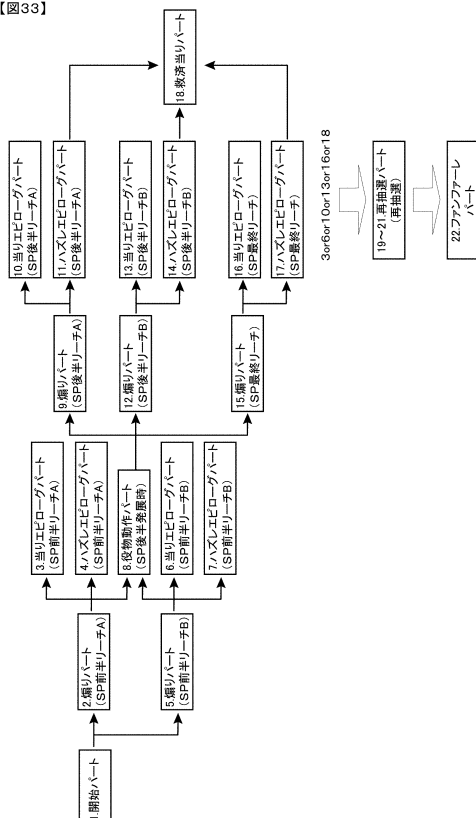 【図33】
18.救済当りパート
10.当りエピローグパート
(SP後半リーチA)
11.ハズレエピローグパート
(SP後半リーチA)
13.当りエピローグパート
(SP後半リーチB)
14.ハズレエピローグパート
(SP後半リーチB)
16.当りエピローグパート
(SP最終リーチ)
17.ハズレエピローグパート
(SP最終リーチ)
3or6or10or13or16or18
19～21.再抽選パート
(再抽選)
22.ファンファーレ
パート
9.煽りパート
(SP後半リーチA)
12.煽りパート
(SP後半リーチB)
15.煽りパート
(SP最終リーチ)
3.当りエピローグパート
(SP前半リーチA)
4.ハズレエピローグパート
(SP前半リーチA)
8.役物動作パート
(SP後半発展時)
6.当りエピローグパート
(SP前半リーチB)
7.ハズレエピローグパート
(SP前半リーチB)
2.煽りパート
(SP前半リーチA)
5.煽りパート
(SP前半リーチB)
.開始パート